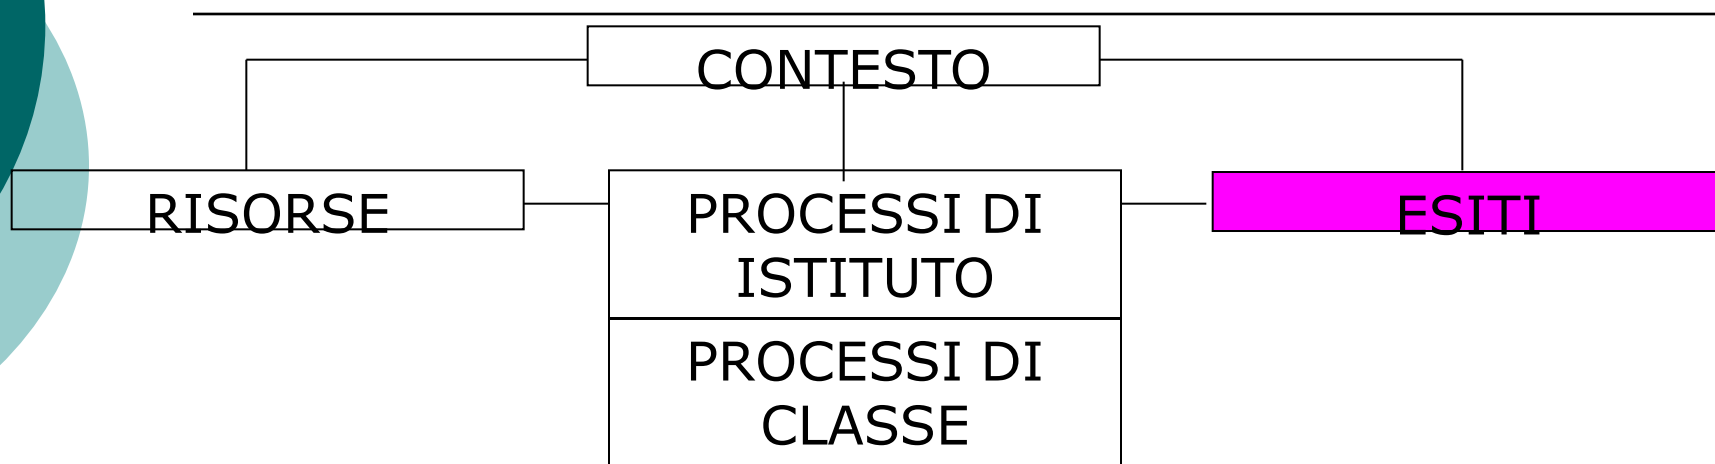 CONTESTO
RISORSE
PROCESSI DI
ISTITUTO
ESITI
PROCESSI DI
CLASSE